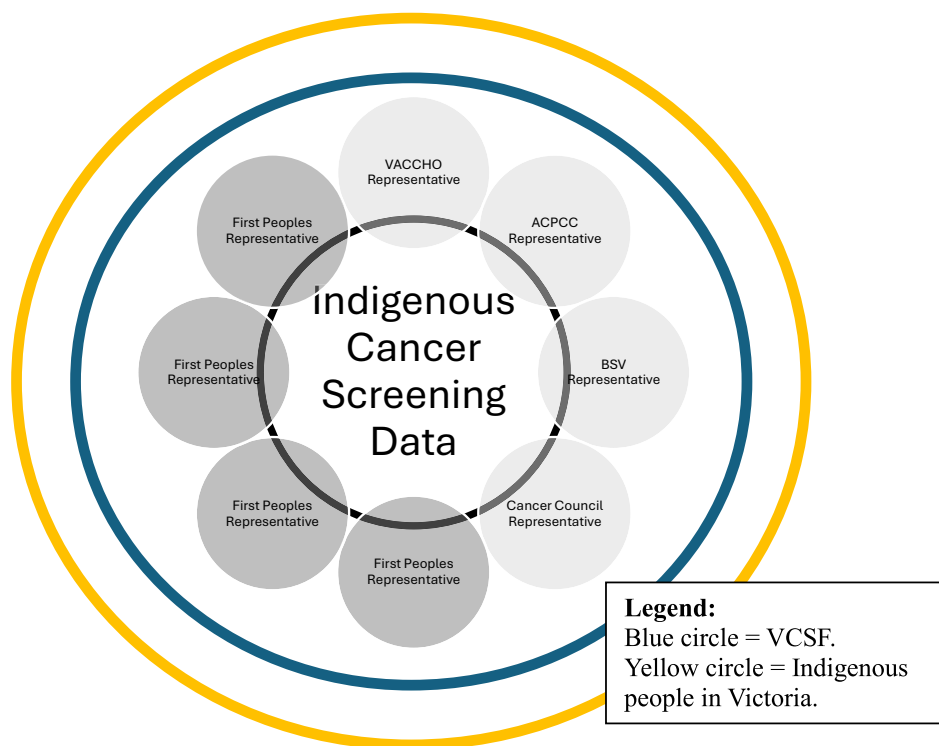 VACCHO
Representative
ACPCC
Representative
BSV
Representative
Cancer Council
Representative
First Peoples
Representative
First Peoples
Representative
First Peoples
Representative
First Peoples
Representative
Indigenous
Cancer
Screening
Data
Legend:
Blue circle = VCSF.
Yellow circle = Indigenous
people in Victoria.